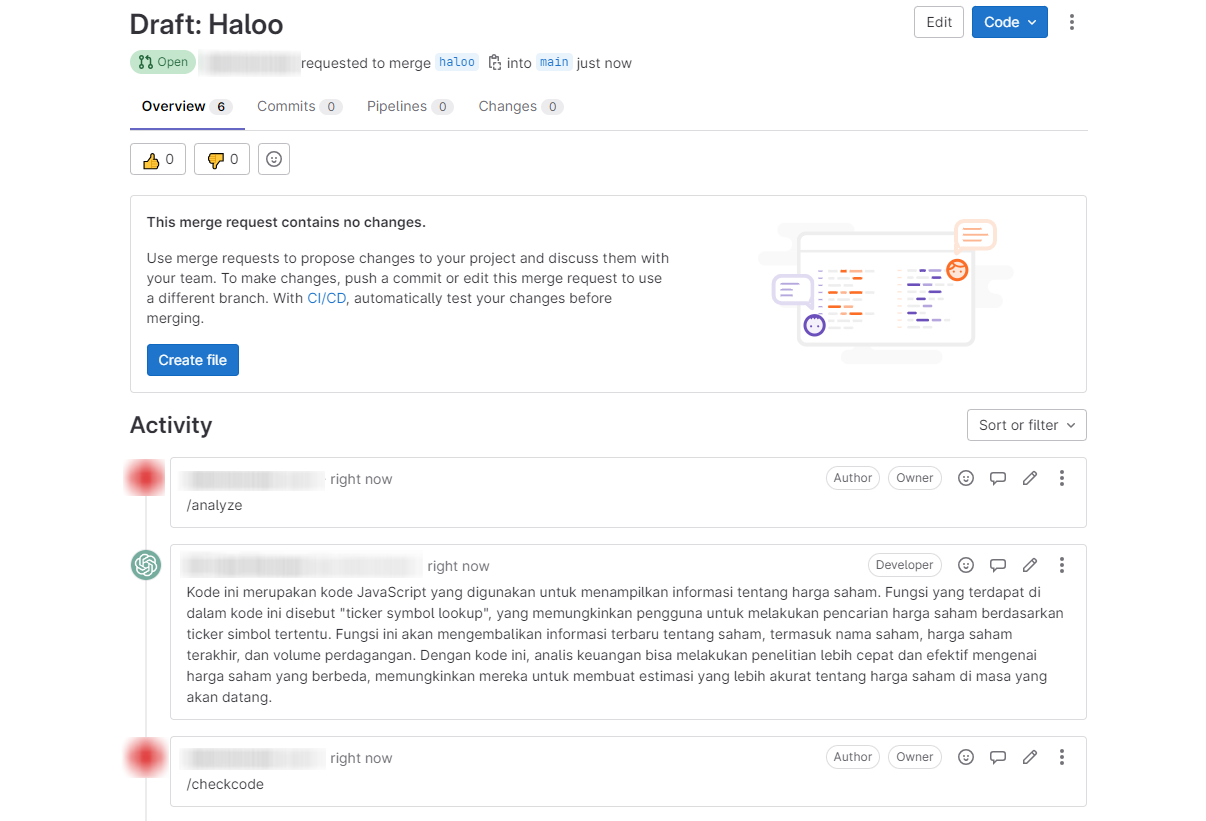 Draft: Haloo
Edit
Code
Open
requested to merge haloo into main just now
Overview 6
Commits 0
Pipelines 0
Changes 0
0
0
This merge request contains no changes.
Use merge requests to propose changes to your project and discuss them with
your team. To make changes, push a commit or edit this merge request to use
a different branch. With CI/CD, automatically test your changes before
merging.
Create file
Activity
Sort or filter
right now
Author
Owner
/analyze
right now
Developer
Kode ini merupakan kode JavaScript yang digunakan untuk menampilkan informasi tentang harga saham. Fungsi yang terdapat di
dalam kode ini disebut "ticker symbol lookup", yang memungkinkan pengguna untuk melakukan pencarian harga saham berdasarkan
ticker simbol tertentu. Fungsi ini akan mengembalikan informasi terbaru tentang saham, termasuk nama saham, harga saham
terakhir, dan volume perdagangan. Dengan kode ini, analis keuangan bisa melakukan penelitian lebih cepat dan efektif mengenai
harga saham yang berbeda, memungkinkan mereka untuk membuat estimasi yang lebih akurat tentang harga saham di masa yang
akan datang.
right now
Author
Owner
/checkcode